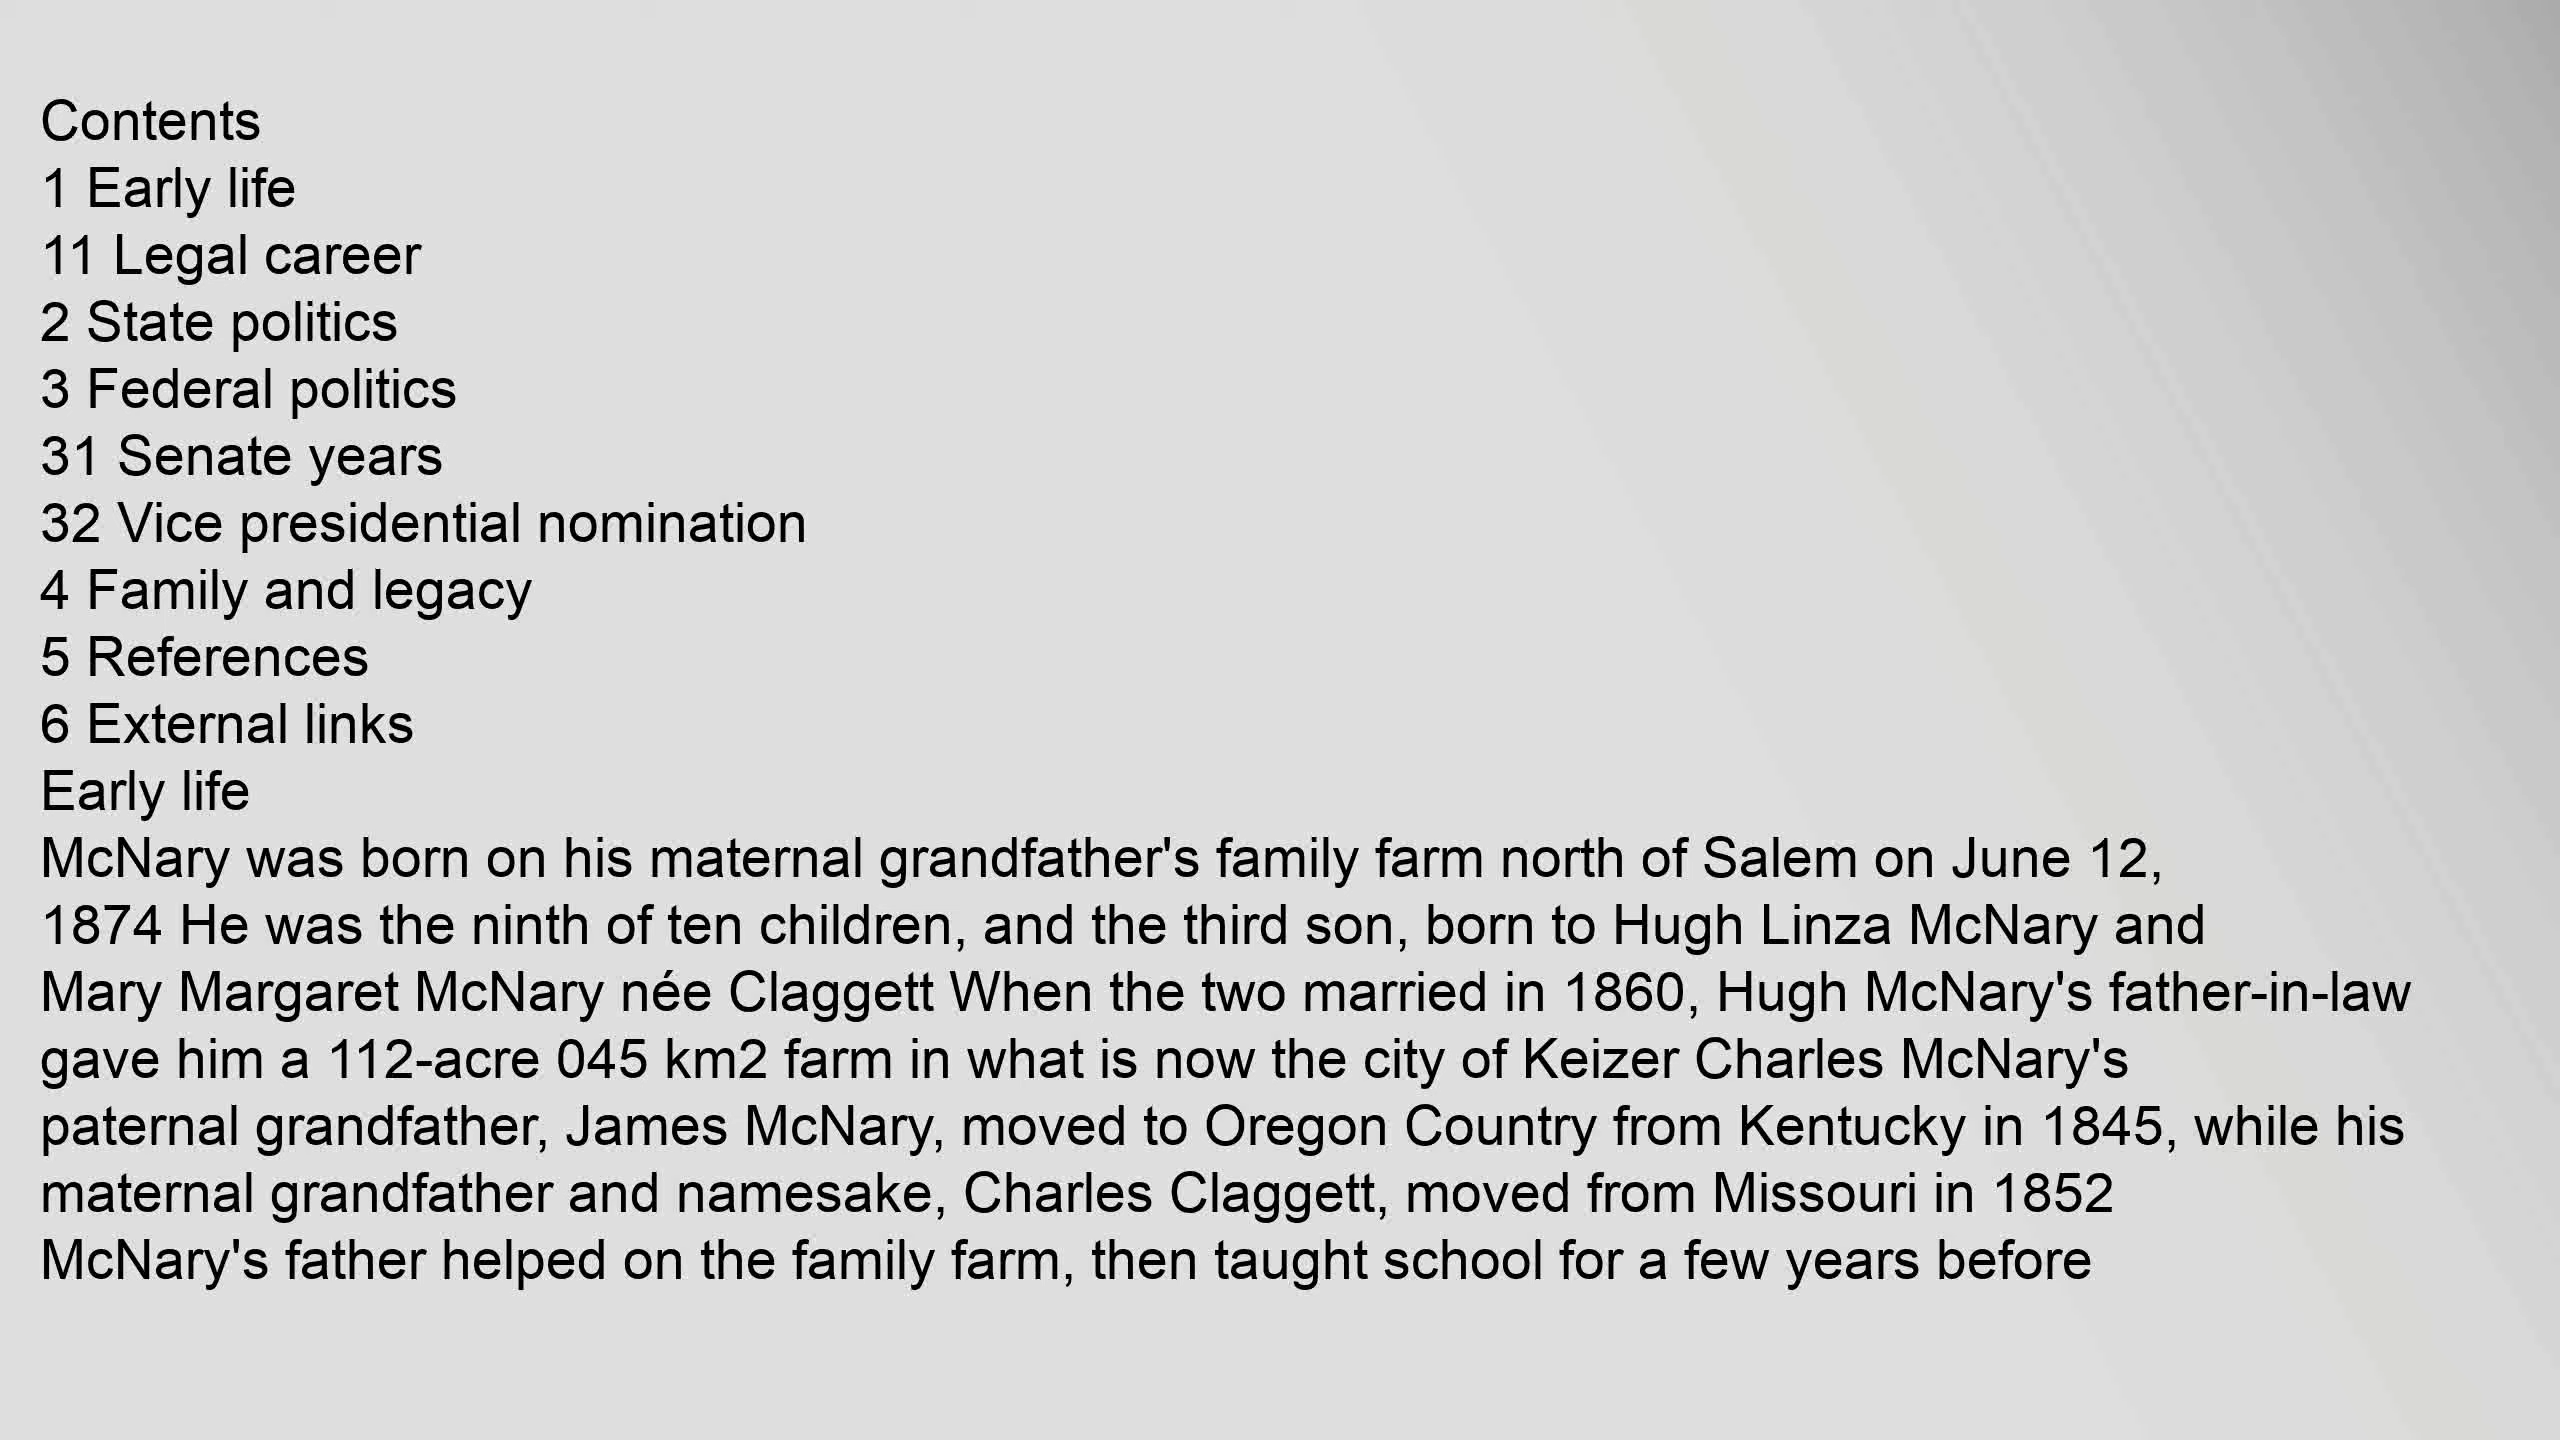 Contents
1 Early life
11 Legal career
2 State politics
3 Federal politics
31 Senate years
32 Vice presidential nomination
4 Family and legacy
5 References
6 External links
Early life
McNary was born on his maternal grandfather's family farm north of Salem on June 12,
1874 He was the ninth of ten children, and the third son, born to Hugh Linza McNary and
Mary Margaret McNary née Claggett When the two married in 1860, Hugh McNary's father-in-law
gave him a 112-acre 045 km2 farm in what is now the city of Keizer Charles McNary's
paternal grandfather, James McNary, moved to Oregon Country from Kentucky in 1845, while his
maternal grandfather and namesake, Charles Claggett, moved from Missouri in 1852
McNary's father helped on the family farm, then taught school for a few years before